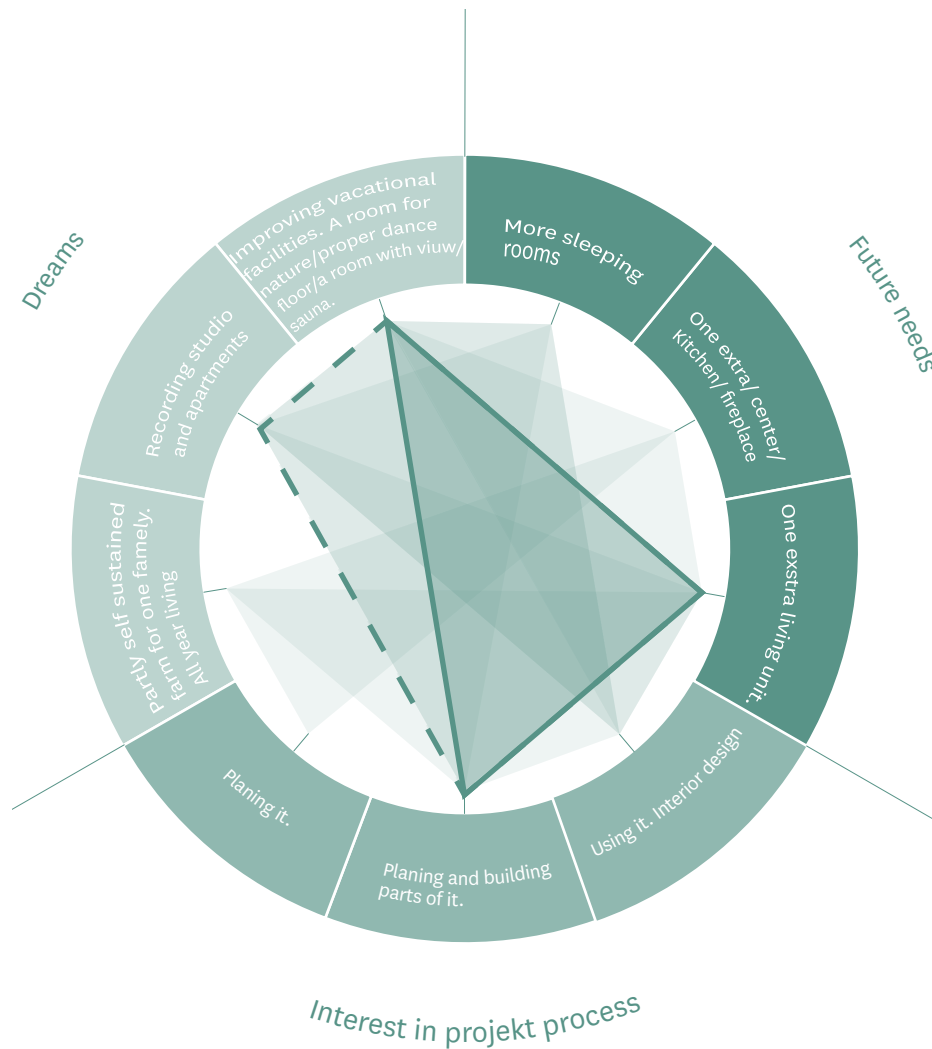 Dreams
Future needs
Improving vacational
facilities. A room for
nature/proper dance
floor/a room with viuw/
sauna.
More sleeping
rooms
Recording studio
and apartments
One extra/ center/
Kitchen/ fireplace
Partly self sustained
farm for one famely.
All year living
One exstra living unit.
Planing it.
Planing and building
parts of it.
Using it. Interior design
Interest in projekt process